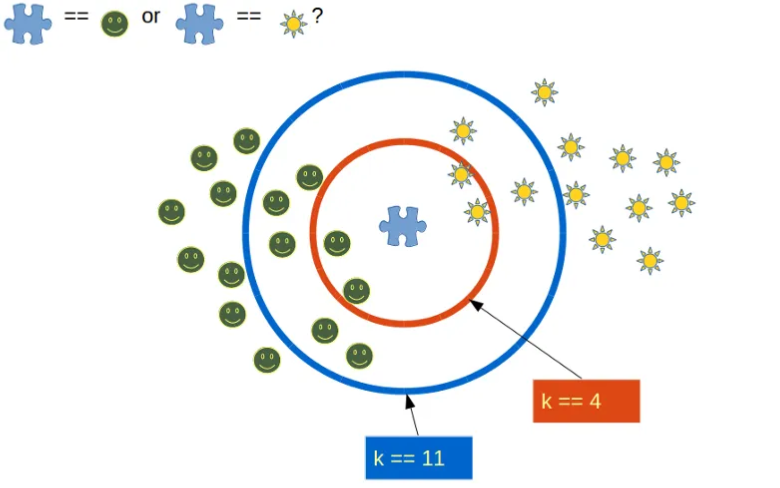 == or == ?
k == 4
k == 11